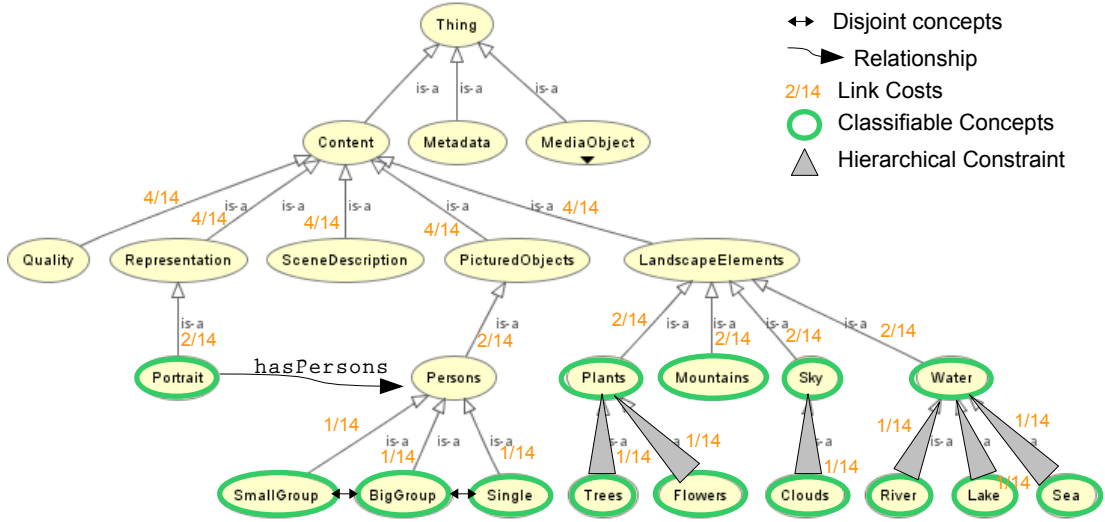 Thing
Disjoint concepts
Relationship
2/14 Link Costs
Classifiable Concepts
Hierarchical Constraint
is-a is-a is-a
Content Metadata MediaObject
4/14 4/14 is-a 4/14 is-a 4/14 is-a is-a 4/14
Quality Representation SceneDescription PicturedObjects LandscapeElements
is-a 2/14 is-a 2/14 2/14 is-a 2/14 is-a 2/14 is-a 2/14
hasPersons
Portrait Persons Plants Mountains Sky Water
1/14 is-a 1/14 is-a is-a 1/14 is-a 1/14 1/14 is-a 1/14 1/14 is-a 1/14 a 1/14
SmallGroup BigGroup Single Trees Flowers Clouds River Lake Sea